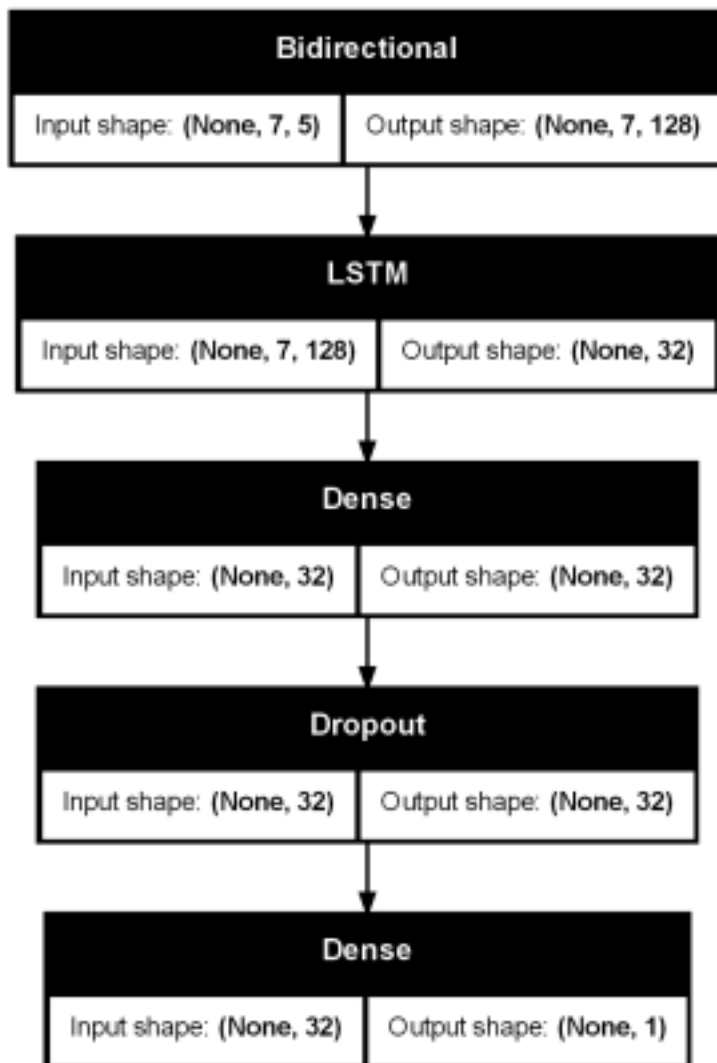 Bidirectional
Input shape: (None, 7, 5) Output shape: (None, 7, 128)
LSTM
Input shape: (None, 7, 128) Output shape: (None, 32)
Dense
Input shape: (None, 32) Output shape: (None, 32)
Dropout
Input shape: (None, 32) Output shape: (None, 32)
Dense
Input shape: (None, 32) Output shape: (None, 1)